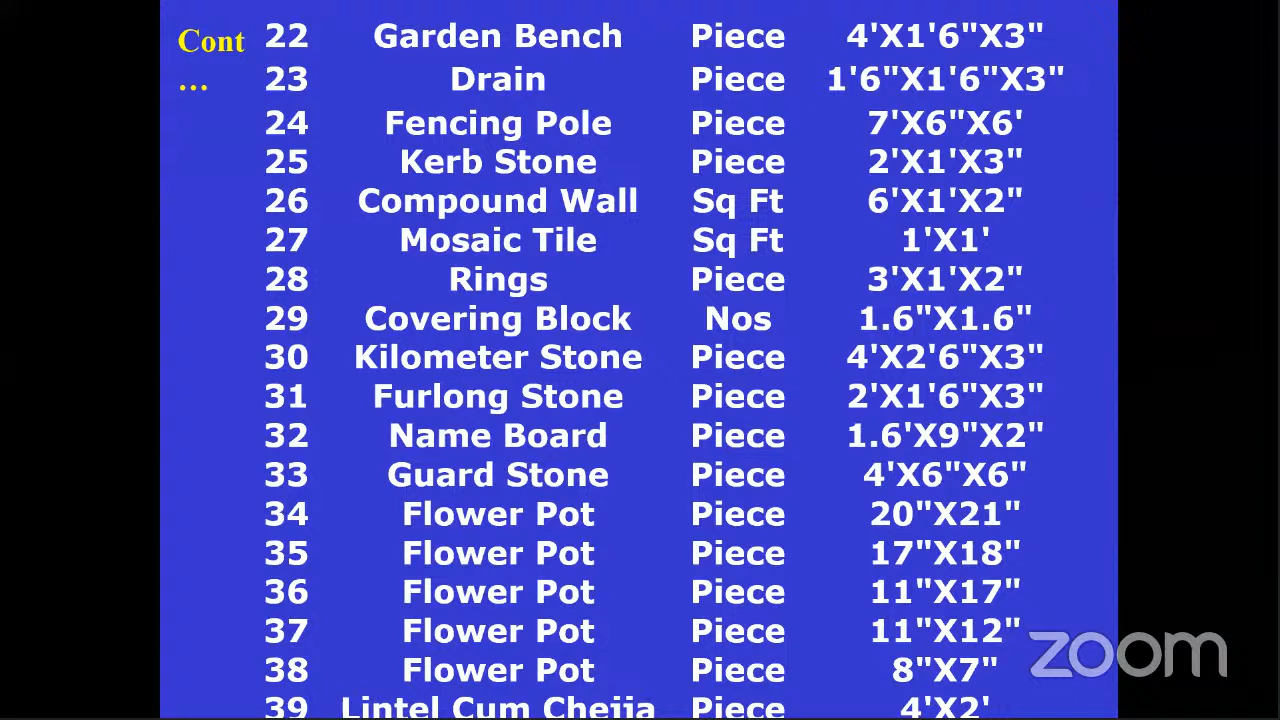 Cont 22 Garden Bench Piece 4'X1'6"X3"
… 23 Drain Piece 1'6"X1'6"X3"
24 Fencing Pole Piece 7'X6"X6'
25 Kerb Stone Piece 2'X1'X3"
26 Compound Wall Sq Ft 6'X1'X2"
27 Mosaic Tile Sq Ft 1'X1'
28 Rings Piece 3'X1'X2"
29 Covering Block Nos 1.6"X1.6"
30 Kilometer Stone Piece 4'X2'6"X3"
31 Furlong Stone Piece 2'X1'6"X3"
32 Name Board Piece 1.6'X9"X2"
33 Guard Stone Piece 4'X6"X6"
34 Flower Pot Piece 20"X21"
35 Flower Pot Piece 17"X18"
36 Flower Pot Piece 11"X17"
37 Flower Pot Piece 11"X12"
38 Flower Pot Piece 8"X7"
39 Lintel Cum Chejja Piece 4'X2'
zoom